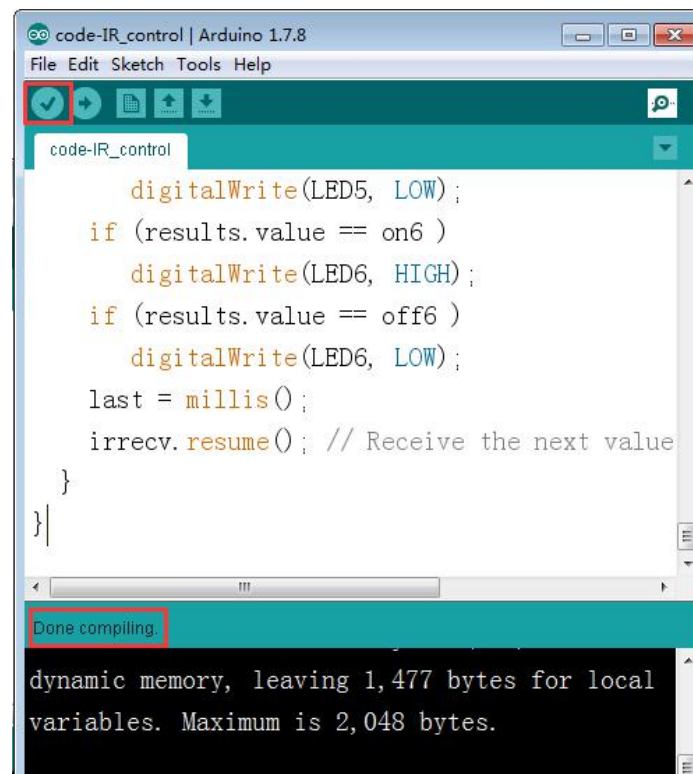 code-IR_control | Arduino 1.7.8
File Edit Sketch Tools Help
code-IR_control
digitalWrite(LED5, LOW);
if (results.value == on6 )
digitalWrite(LED6, HIGH);
if (results.value == off6 )
digitalWrite(LED6, LOW);
last = millis();
irrecv.resume(); // Receive the next value
}
}
Done compiling.
dynamic memory, leaving 1,477 bytes for local
variables. Maximum is 2,048 bytes.